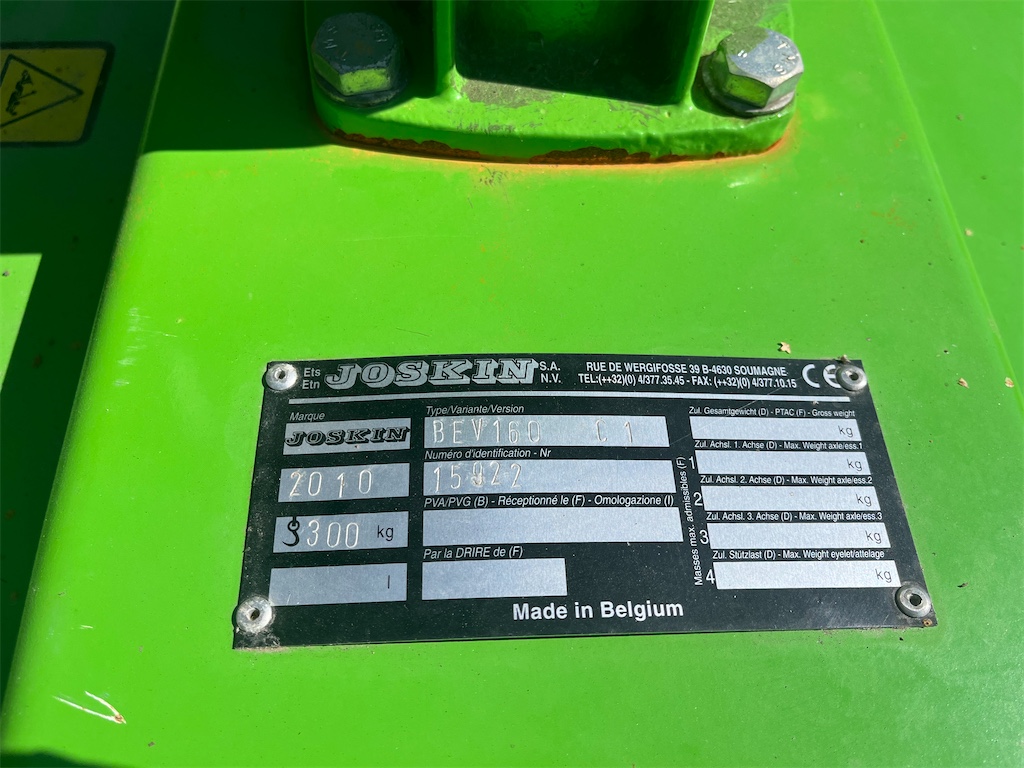 Ets
Etn
JOSKIN
S.A.
N.V.
RUE DE WERGIFOSSE 39 B-4630 SOUMAGNE
TEL:(++32)(0) 4/377.35.45 - FAX: (++32)(0) 4/377.10.15
CE
Marque
JOSKIN
2010
300 kg
l
Type/Variante/Version
BEV160 C1
Numéro d'identification - Nr
15922
PVA/PVG (B) - Réceptionné le (F) - Omologazione (I)
Par la DRIRE de (F)
Masses max. admissibles (F)
Zul. Gesamtgewicht (D) - PTAC (F) - Gross weight
kg
Zul. Achsl. 1. Achse (D) - Max. Weight axle/ess.1
1 kg
Zul. Achsl. 2. Achse (D) - Max. Weight axle/ess.2
2 kg
Zul. Achsl. 3. Achse (D) - Max. Weight axle/ess.3
3 kg
Zul. Stützlast (D) - Max. Weight eyelet/attelage
4 kg
Made in Belgium